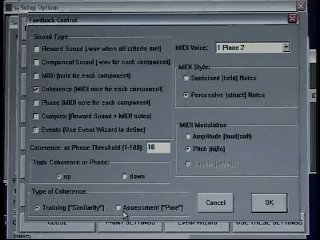 Setup Options
Feedback Control
Sound Type:
Reward Sound (.wav when all criteria met)
Component Sound (.wav for each component)
MIDI (note for each component)
Coherence (MIDI note for each component)
Phase (MIDI note for each component)
Complex (Reward Sound + MIDI notes)
Events (Use Event Wizard to define)
Coherence or Phase Threshold (1-100):
Train Coherence or Phase:
up
down
Type of Coherence:
Training ("Similarity")
Assessment ("Pure")
MIDI Voice:
1 Piano 2
MIDI Style:
Sustained (held) Notes
Percussive (struck) Notes
MIDI Modulation
Amplitude (loud/soft)
Pitch (hi/lo)
Cancel
OK